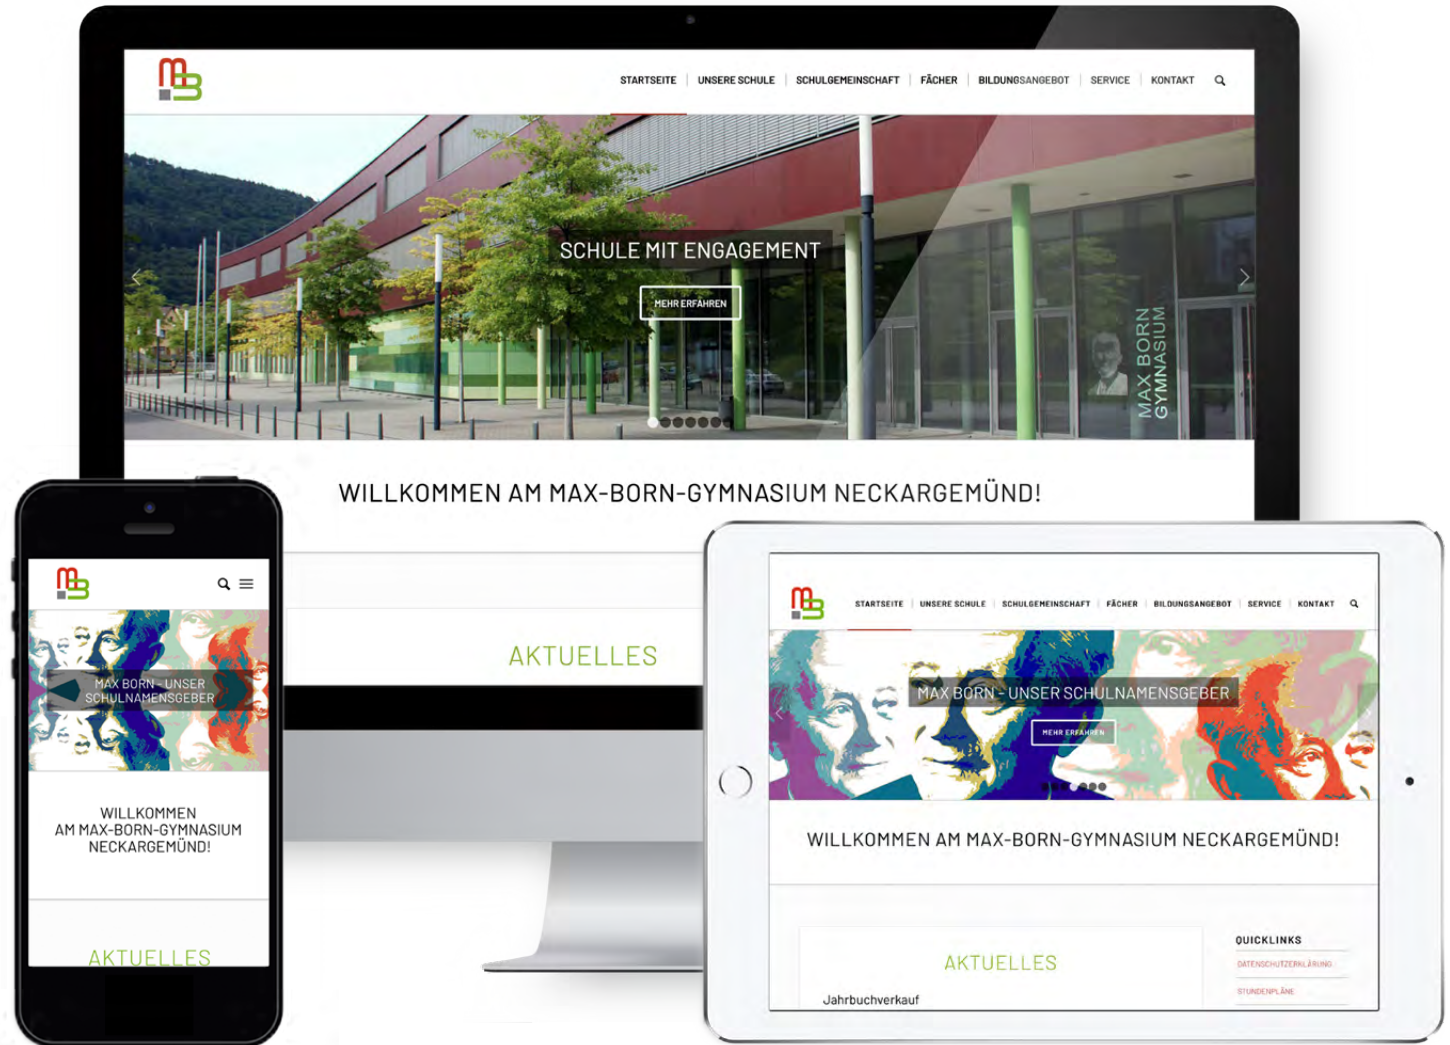 STARTSEITE UNSERE SCHULE SCHULGEMEINSCHAFT FÄCHER BILDUNGSANGEBOT SERVICE KONTAKT
SCHULE MIT ENGAGEMENT
MEHR ERFAHREN
MAX BORN
GYMNASIUM
WILLKOMMEN AM MAX-BORN-GYMNASIUM NECKARGEMÜND!
AKTUELLES
MAX BORN - UNSER
SCHULNAMENSGEBER
WILLKOMMEN
AM MAX-BORN-GYMNASIUM
NECKARGEMÜND!
AKTUELLES
STARTSEITE UNSERE SCHULE SCHULGEMEINSCHAFT FÄCHER BILDUNGSANGEBOT SERVICE KONTAKT
MAX BORN - UNSER SCHULNAMENSGEBER
MEHR ERFAHREN
WILLKOMMEN AM MAX-BORN-GYMNASIUM NECKARGEMÜND!
AKTUELLES
Jahrbuchverkauf
QUICKLINKS
DATENSCHUTZERKLÄRUNG
STUNDENPLÄNE